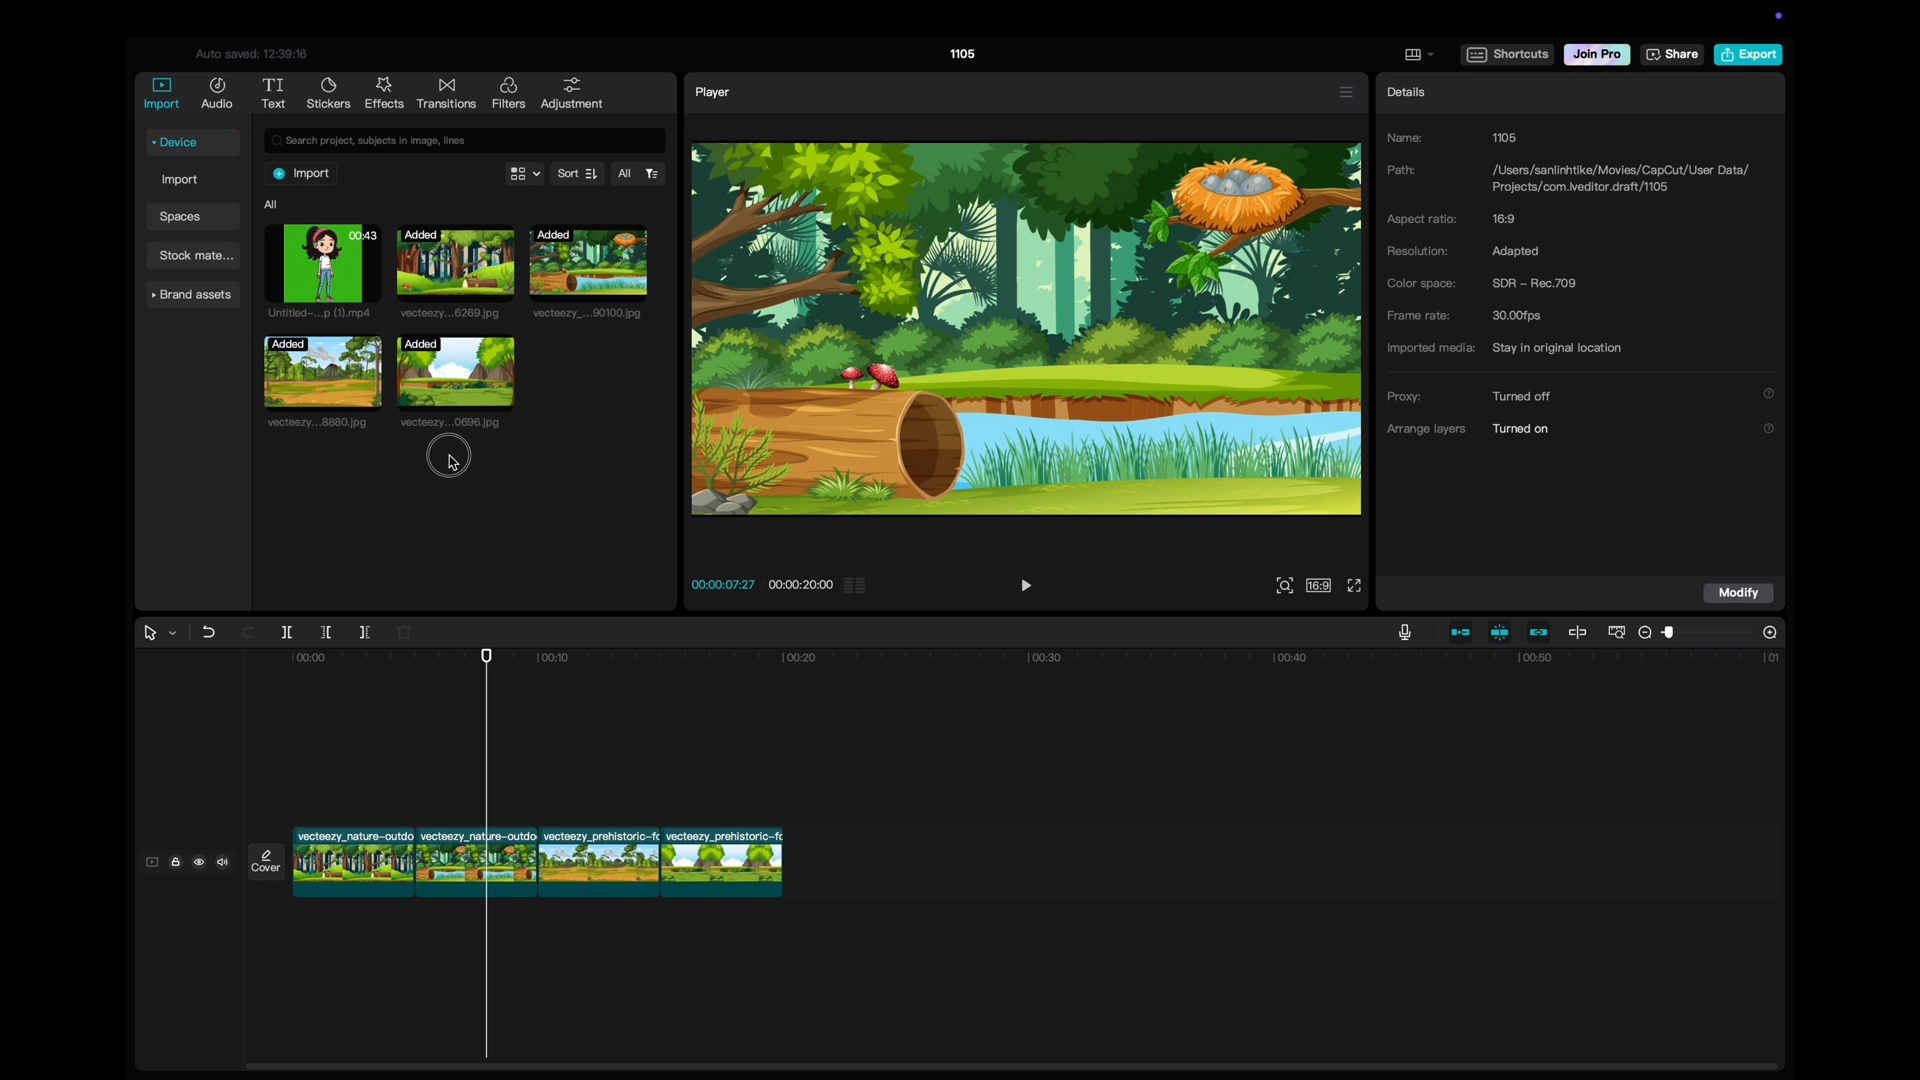 Auto saved: 12:39:16
1105
Shortcuts
Join Pro
Share
Export
Import
Audio
Text
Stickers
Effects
Transitions
Filters
Adjustment
Device
Import
Spaces
Stock mate...
Brand assets
Search project, subjects in image, lines
Import
Sort
All
All
00:43
Untitled-...p (1).mp4
Added
vecteezy...6269.jpg
Added
vecteezy_...90100.jpg
Added
vecteezy...8880.jpg
Added
vecteezy...0696.jpg
Player
00:00:07:27
00:00:20:00
16:9
Details
Name: 1105
Path: /Users/sanlinhtike/Movies/CapCut/User Data/
Projects/com.lveditor.draft/1105
Aspect ratio: 16:9
Resolution: Adapted
Color space: SDR - Rec.709
Frame rate: 30.00fps
Imported media: Stay in original location
Proxy: Turned off
Arrange layers Turned on
Modify
00:00
00:10
00:20
00:30
00:40
00:50
01
Cover
vecteezy_nature-outdo
vecteezy_nature-outdo
vecteezy_prehistoric-fo
vecteezy_prehistoric-fo